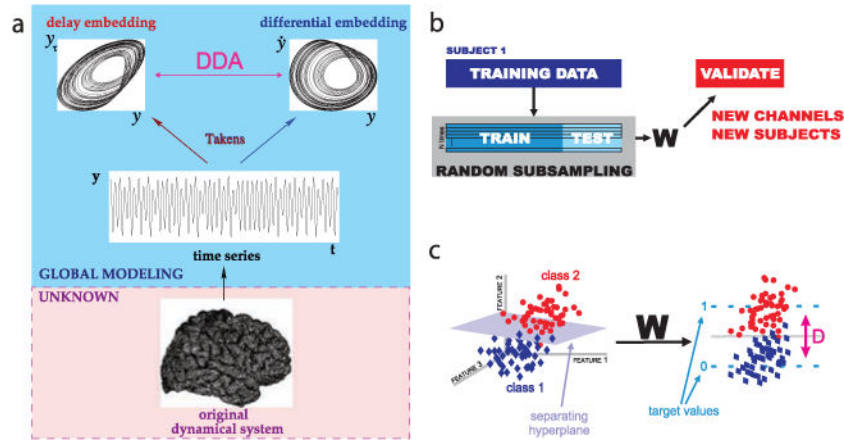 a
delay embedding
differential embedding
y_τ
ẏ
DDA
y
y
Takens
y
t
time series
GLOBAL MODELING
UNKNOWN
original
dynamical system
b
SUBJECT 1
TRAINING DATA
VALIDATE
NEW CHANNELS
NEW SUBJECTS
N times
TRAIN
TEST
W
RANDOM SUBSAMPLING
c
class 2
FEATURE 2
1
W
D
FEATURE 1
FEATURE 3
class 1
0
separating
hyperplane
target values